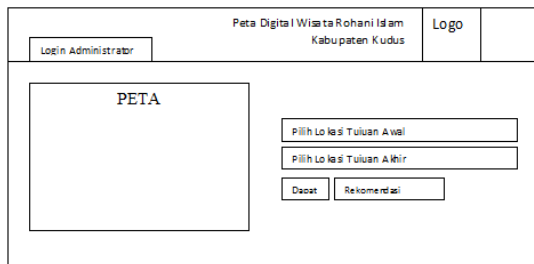 Peta Digital Wisata Rohani Islam
Kabupaten Kudus
Logo
Login Administrator
PETA
Pilih Lokasi Tujuan Awal
Pilih Lokasi Tujuan Akhir
Dapat
Rekomendasi